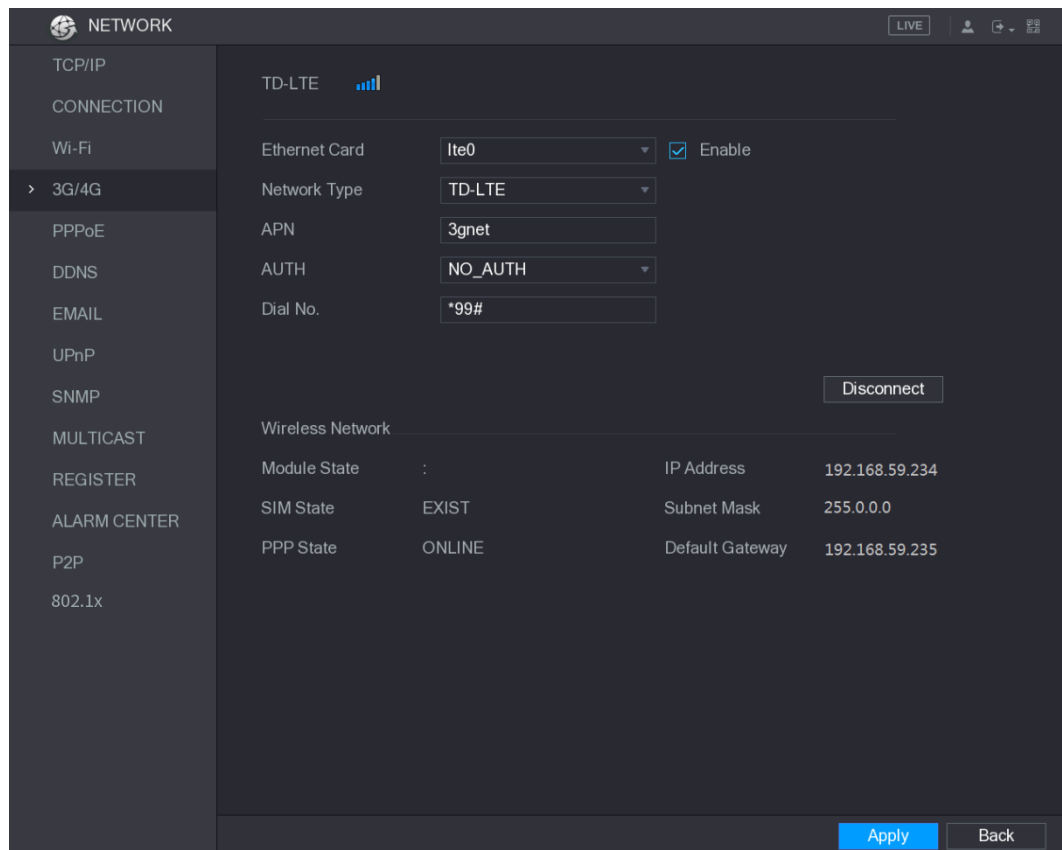 NETWORK LIVE
TCP/IP
CONNECTION
Wi-Fi
3G/4G
PPPoE
DDNS
EMAIL
UPnP
SNMP
MULTICAST
REGISTER
ALARM CENTER
P2P
802.1x
TD-LTE
Ethernet Card lte0 Enable
Network Type TD-LTE
APN 3gnet
AUTH NO_AUTH
Dial No. *99#
Disconnect
Wireless Network
Module State : IP Address 192.168.59.234
SIM State EXIST Subnet Mask 255.0.0.0
PPP State ONLINE Default Gateway 192.168.59.235
Apply Back